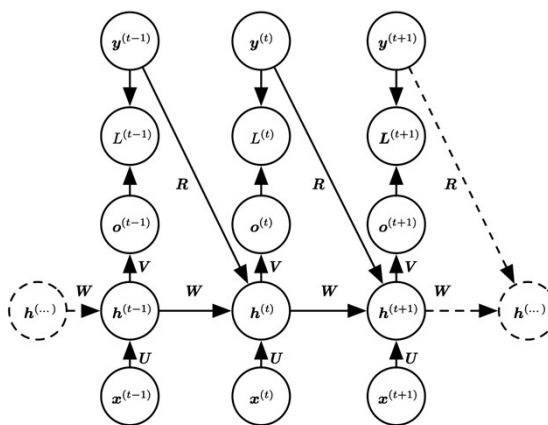 y^(t−1) y^(t) y^(t+1)
L^(t−1) L^(t) L^(t+1)
R R R
o^(t−1) o^(t) o^(t+1)
V V V
W W W W
h^(...) h^(t−1) h^(t) h^(t+1) h^(...)
U U U
x^(t−1) x^(t) x^(t+1)